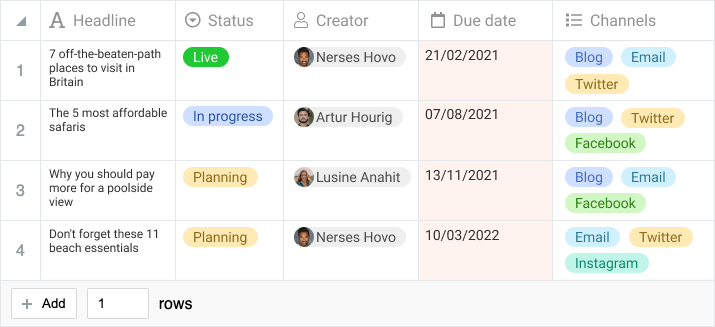 Headline Status Creator Due date Channels
1 7 off-the-beaten-path Live Nerses Hovo 21/02/2021 Blog Email
places to visit in Twitter
Britain
2 The 5 most affordable In progress Artur Hourig 07/08/2021 Blog Twitter
safaris Facebook
3 Why you should pay Planning Lusine Anahit 13/11/2021 Blog Email
more for a poolside Facebook
view
4 Don't forget these 11 Planning Nerses Hovo 10/03/2022 Email Twitter
beach essentials Instagram
+ Add 1 rows